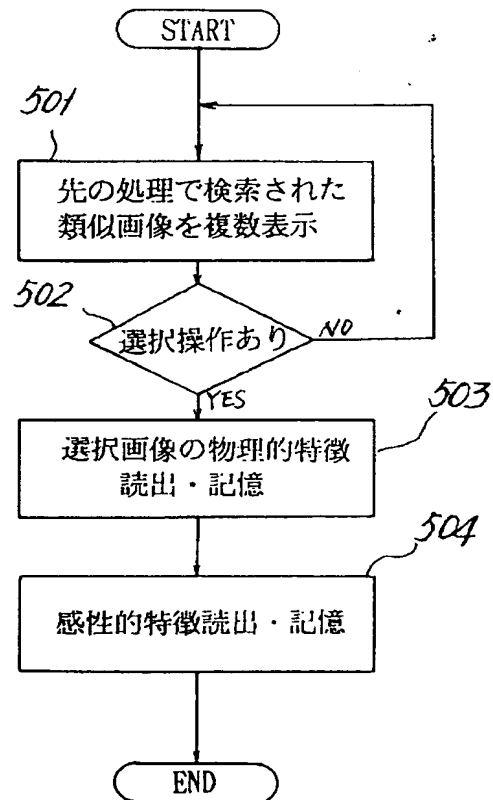 START
501
先の処理で検索された
類似画像を複数表示
502
選択操作あり
NO
YES
503
選択画像の物理的特徴
読出・記憶
504
感性的特徴読出・記憶
END